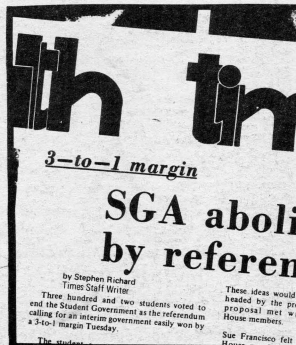 th tim
3—to—1 margin
SGA aboli
by referen
by Stephen Richard
Times Staff Writer
Three hundred and two students voted to
end the Student Government as the referendum
calling for an interim government easily won by
a 3-to-1 margin Tuesday.
The student
These ideas would
headed by the pr
proposal met w
House members.
Sue Francisco felt